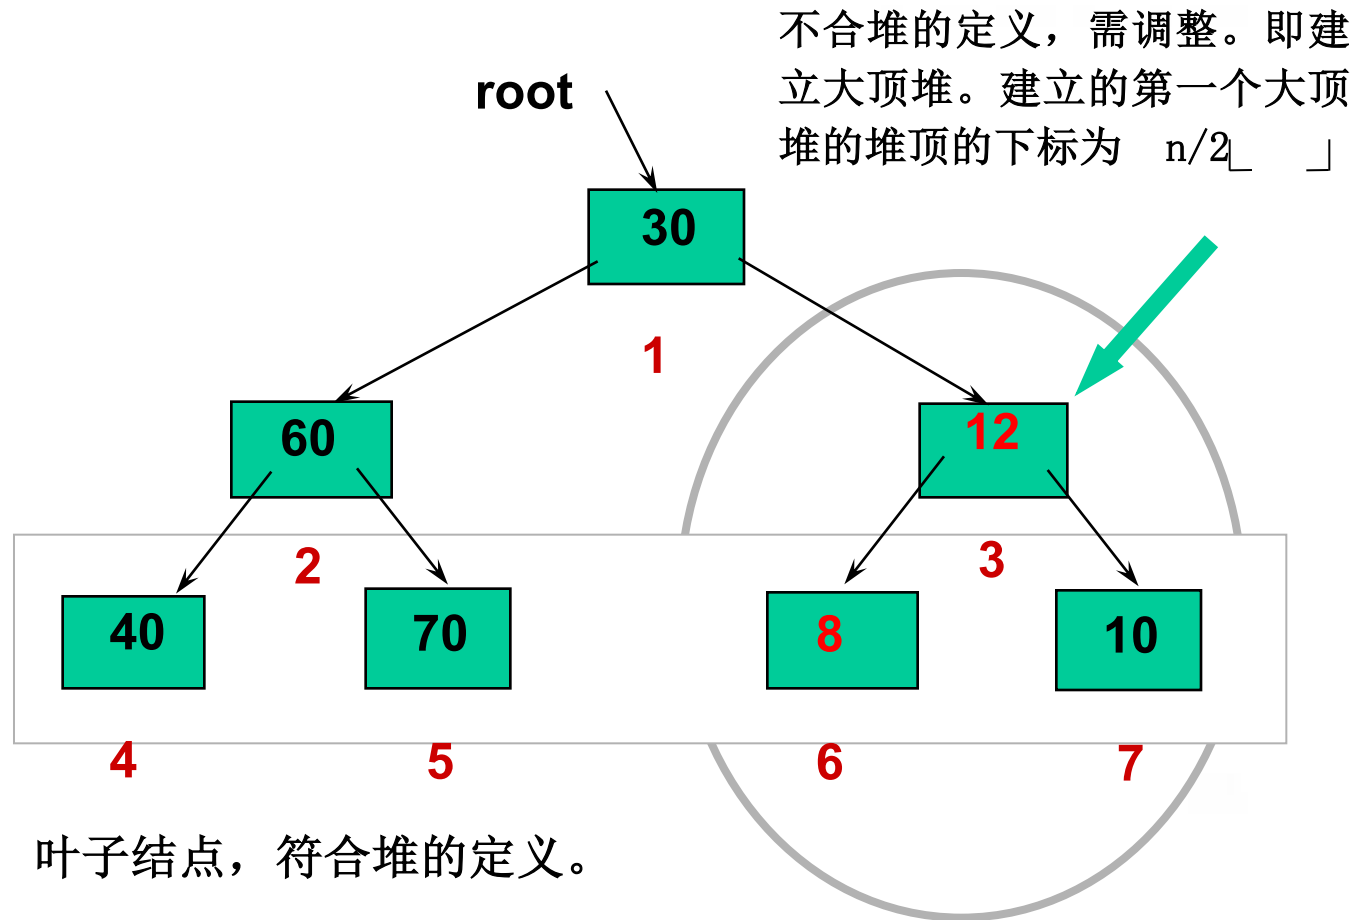 不合堆的定义，需调整。即建
立大顶堆。建立的第一个大顶
堆的堆顶的下标为 n/2⌊ ⌋
root
30
1
60
12
2
3
40
70
8
10
4
5
6
7
叶子结点，符合堆的定义。